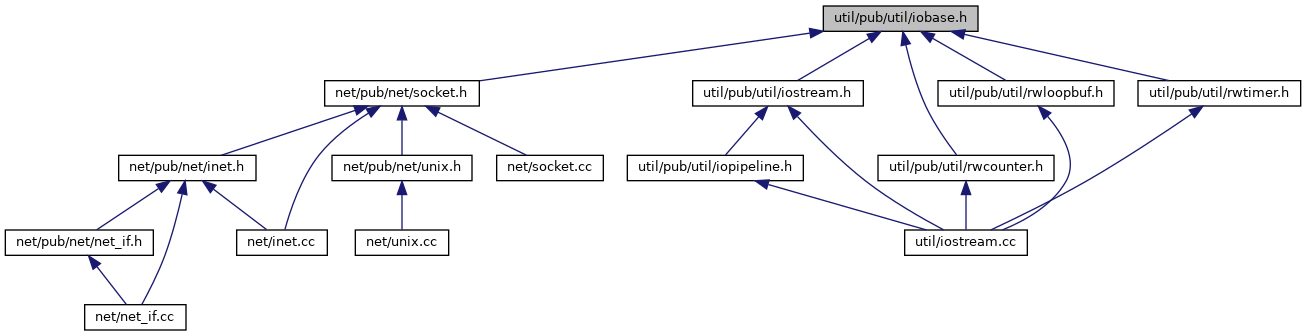 util/pub/util/iobase.h
net/pub/net/socket.h
util/pub/util/iostream.h
util/pub/util/rwloopbuf.h
util/pub/util/rwtimer.h
net/pub/net/inet.h
net/pub/net/unix.h
net/socket.cc
util/pub/util/iopipeline.h
util/pub/util/rwcounter.h
net/pub/net/net_if.h
net/inet.cc
net/unix.cc
util/iostream.cc
net/net_if.cc